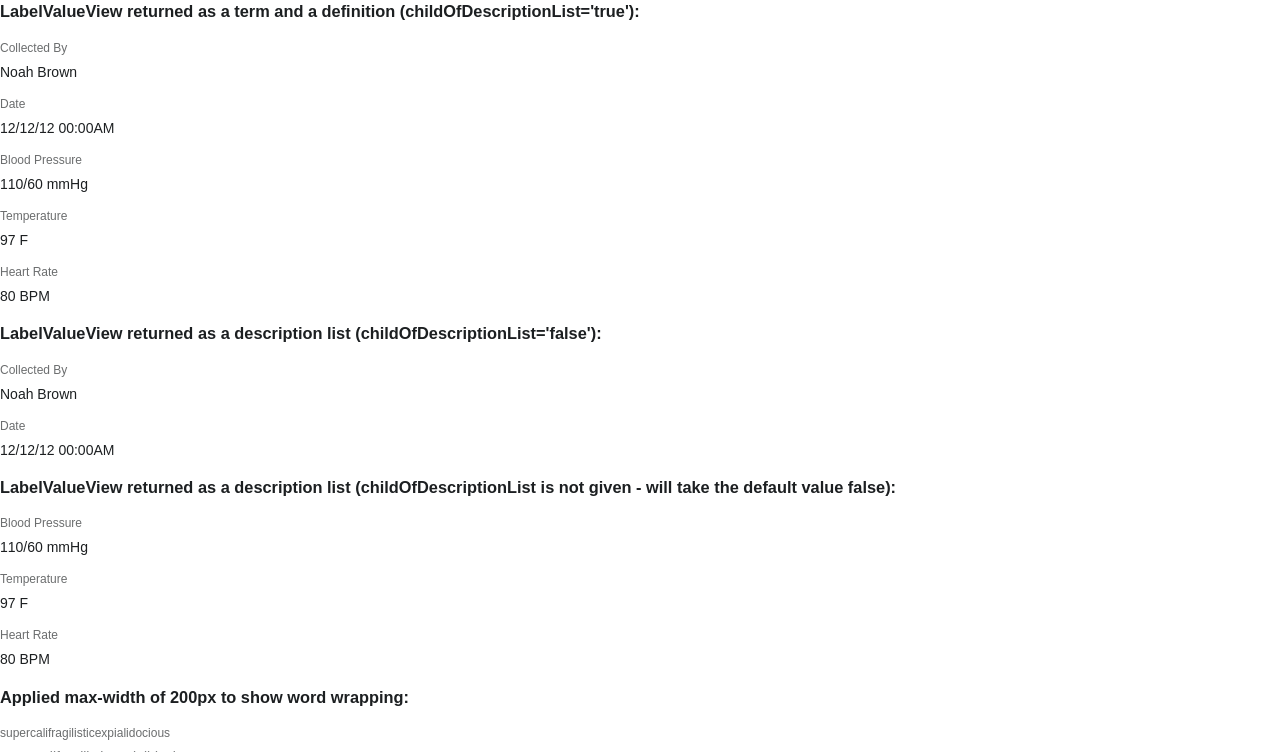 LabelValueView returned as a term and a definition (childOfDescriptionList='true'):
Collected By
Noah Brown
Date
12/12/12 00:00AM
Blood Pressure
110/60 mmHg
Temperature
97 F
Heart Rate
80 BPM
LabelValueView returned as a description list (childOfDescriptionList='false'):
Collected By
Noah Brown
Date
12/12/12 00:00AM
LabelValueView returned as a description list (childOfDescriptionList is not given - will take the default value false):
Blood Pressure
110/60 mmHg
Temperature
97 F
Heart Rate
80 BPM
Applied max-width of 200px to show word wrapping:
supercalifragilisticexpialidocious